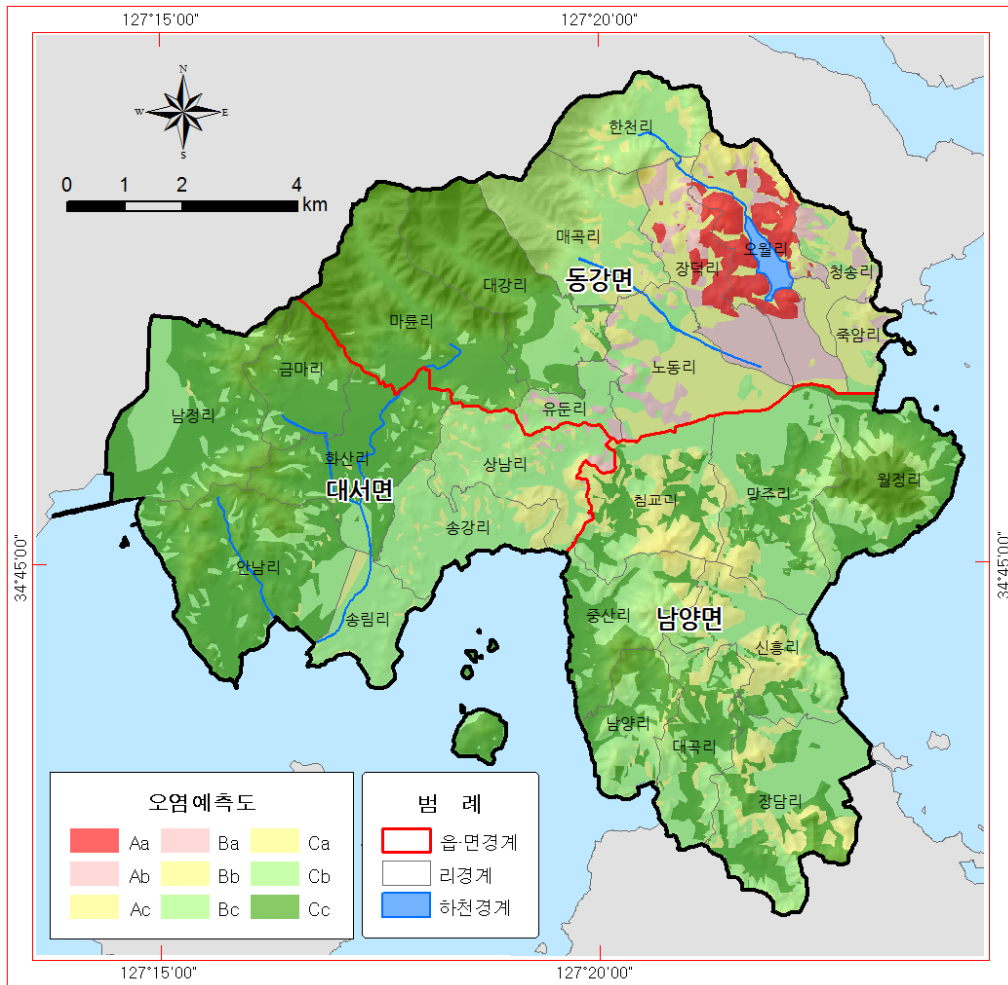 127°15'00" 127°20'00"
N
W E
S
0 1 2 4
km
한천리
매곡리
오월리
장덕리
청송리
동강면
대강리
마륜리
죽암리
노동리
금마리
남정리
유둔리
화산리
상남리
대서면
침교리
망주리
월정리
송강리
34°45'00" 34°45'00"
안남리
송림리
중산리
남양면
신흥리
남양리
대곡리
장담리
오염예측도
Aa Ba Ca
Ab Bb Cb
Ac Bc Cc
범 례
읍·면경계
리경계
하천경계
127°15'00" 127°20'00"